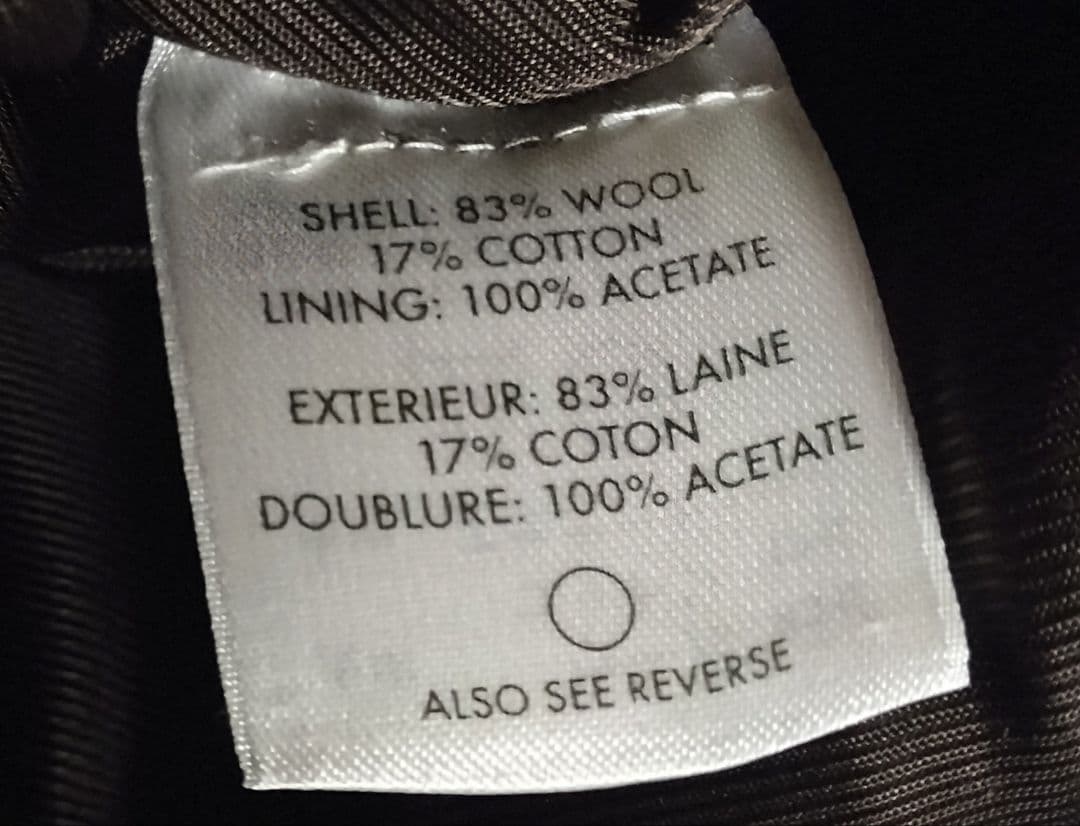 SHELL: 83% WOOL
17% COTTON
LINING: 100% ACETATE
EXTERIEUR: 83% LAINE
17% COTON
DOUBLURE: 100% ACETATE
ALSO SEE REVERSE